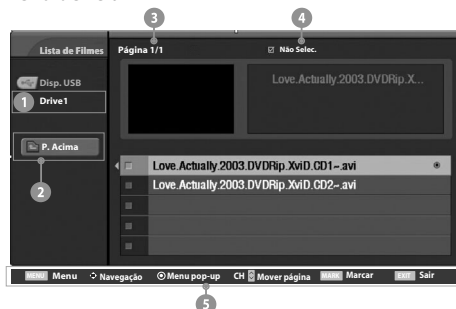 3
4
Lista de Filmes
Página 1/1
Não Selec.
Disp. USB
Love.Actually.2003.DVDRip.X...
1
Drive1
P. Acima
2
Love.Actually.2003.DVDRip.XviD.CD1~.avi
Love.Actually.2003.DVDRip.XviD.CD2~.avi
MENU Menu Navegação Menu pop-up CH Mover página MARK Marcar EXIT Sair
5